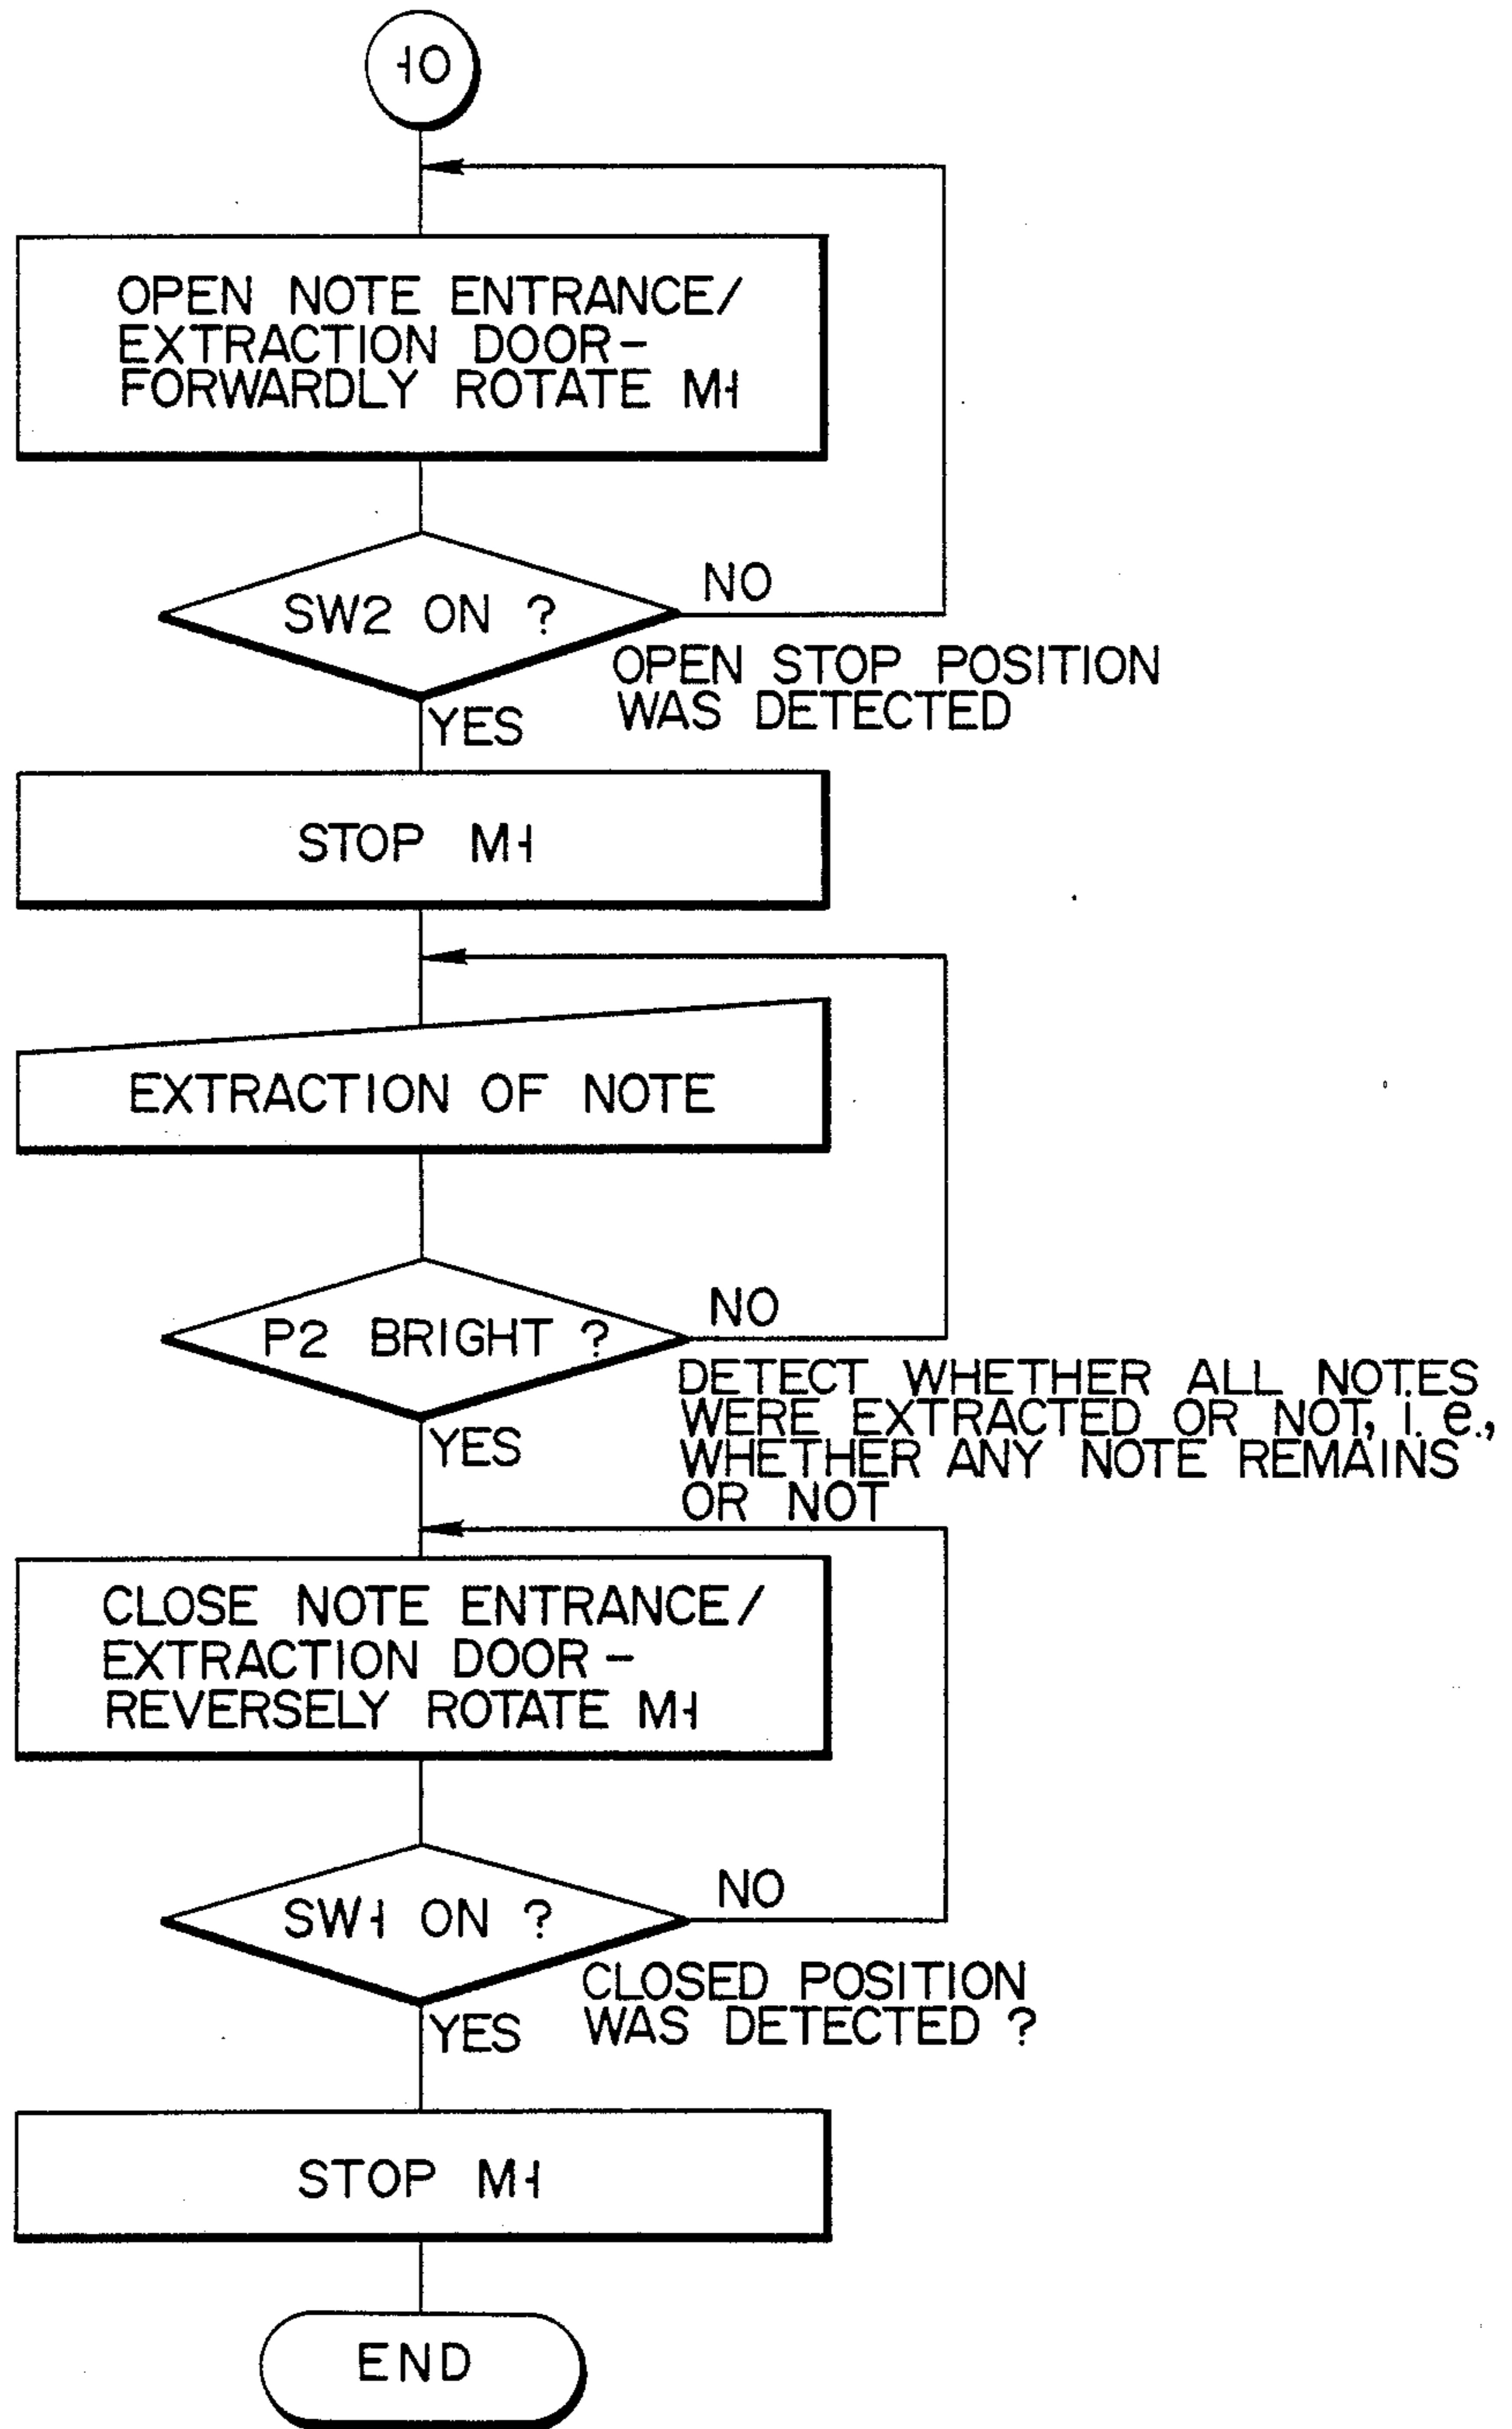 10
OPEN NOTE ENTRANCE/
EXTRACTION DOOR-
FORWARDLY ROTATE M1
SW2 ON ?
NO
OPEN STOP POSITION
WAS DETECTED
YES
STOP M1
EXTRACTION OF NOTE
P2 BRIGHT ?
NO
DETECT WHETHER ALL NOTES
WERE EXTRACTED OR NOT, i.e.,
WHETHER ANY NOTE REMAINS
OR NOT
YES
CLOSE NOTE ENTRANCE/
EXTRACTION DOOR-
REVERSELY ROTATE M1
SW1 ON ?
NO
CLOSED POSITION
WAS DETECTED ?
YES
STOP M1
END